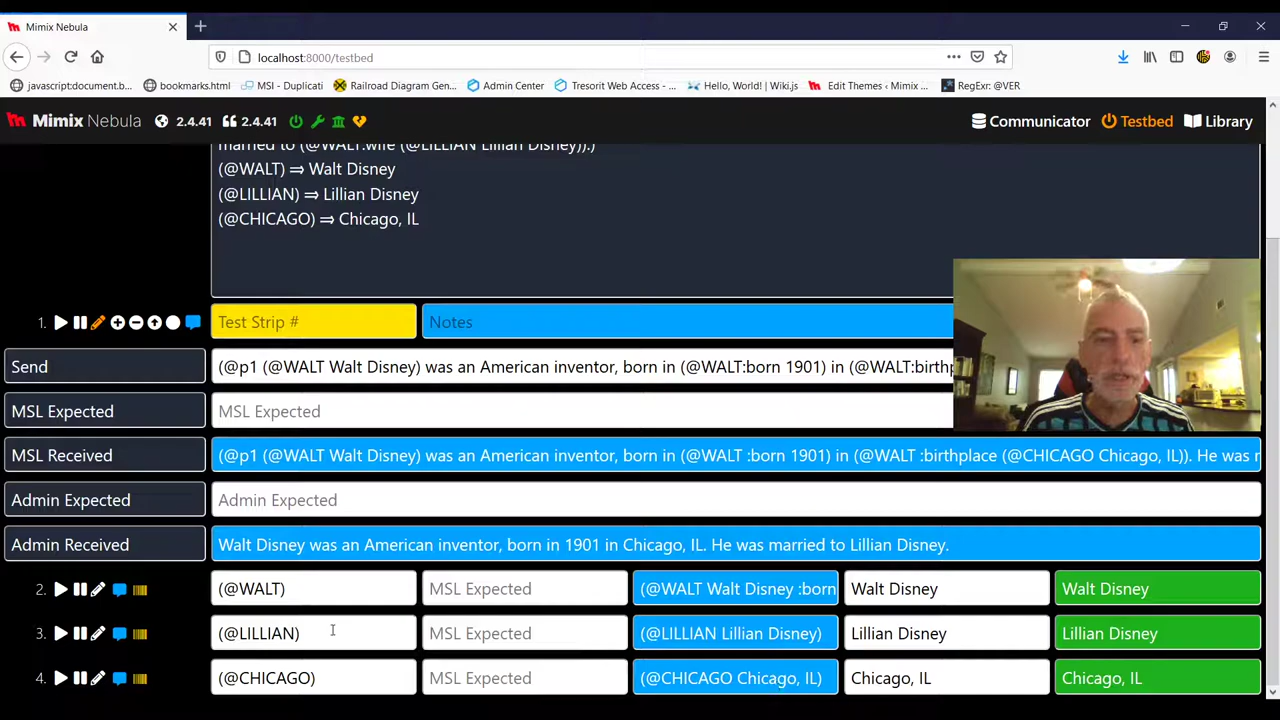 Mimix Nebula
localhost:8000/testbed
javascript:document.b... bookmarks.html MSI - Duplicati Railroad Diagram Gen... Admin Center Tresorit Web Access - ... Hello, World! | Wiki.js Edit Themes ‹ Mimix ... RegExr: @VER
Mimix Nebula 2.4.41 2.4.41 Communicator Testbed Library
married to (@WALT:wife (@LILLIAN Lillian Disney)).)
(@WALT) ⟹ Walt Disney
(@LILLIAN) ⟹ Lillian Disney
(@CHICAGO) ⟹ Chicago, IL
1. Test Strip # Notes
Send (@p1 (@WALT Walt Disney) was an American inventor, born in (@WALT:born 1901) in (@WALT:birthp
MSL Expected MSL Expected
MSL Received (@p1 (@WALT Walt Disney) was an American inventor, born in (@WALT :born 1901) in (@WALT :birthplace (@CHICAGO Chicago, IL)). He was r
Admin Expected Admin Expected
Admin Received Walt Disney was an American inventor, born in 1901 in Chicago, IL. He was married to Lillian Disney.
2. (@WALT) MSL Expected (@WALT Walt Disney :born Walt Disney Walt Disney
3. (@LILLIAN) MSL Expected (@LILLIAN Lillian Disney) Lillian Disney Lillian Disney
4. (@CHICAGO) MSL Expected (@CHICAGO Chicago, IL) Chicago, IL Chicago, IL